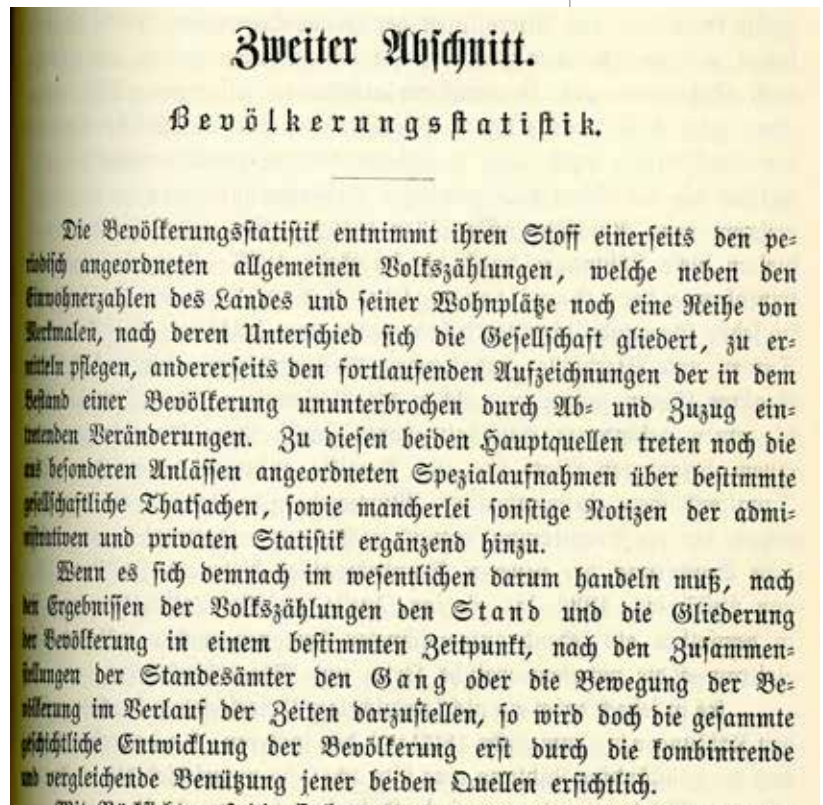 Zweiter Abschnitt.
Bevölkerungsstatistik.
Die Bevölkerungsstatistik entnimmt ihren Stoff einerseits den pe-
riodisch angeordneten allgemeinen Volkszählungen, welche neben den
Einwohnerzahlen des Landes und seiner Wohnplätze noch eine Reihe von
Merkmalen, nach deren Unterschied sich die Gesellschaft gliedert, zu er-
mitteln pflegen, andererseits den fortlaufenden Aufzeichnungen der in dem
Bestand einer Bevölkerung ununterbrochen durch Ab- und Zuzug ein-
tretenden Veränderungen. Zu diesen beiden Hauptquellen treten noch die
aus besonderen Anlässen angeordneten Spezialaufnahmen über bestimmte
gesellschaftliche Thatsachen, sowie mancherlei sonstige Notizen der admi-
nistrativen und privaten Statistik ergänzend hinzu.
Wenn es sich demnach im wesentlichen darum handeln muß, nach
den Ergebnissen der Volkszählungen den Stand und die Gliederung
der Bevölkerung in einem bestimmten Zeitpunkt, nach den Zusammen-
stellungen der Standesämter den Gang oder die Bewegung der Be-
völkerung im Verlauf der Zeiten darzustellen, so wird doch die gesammte
geschichtliche Entwicklung der Bevölkerung erst durch die kombinirende
und vergleichende Benützung jener beiden Quellen ersichtlich.